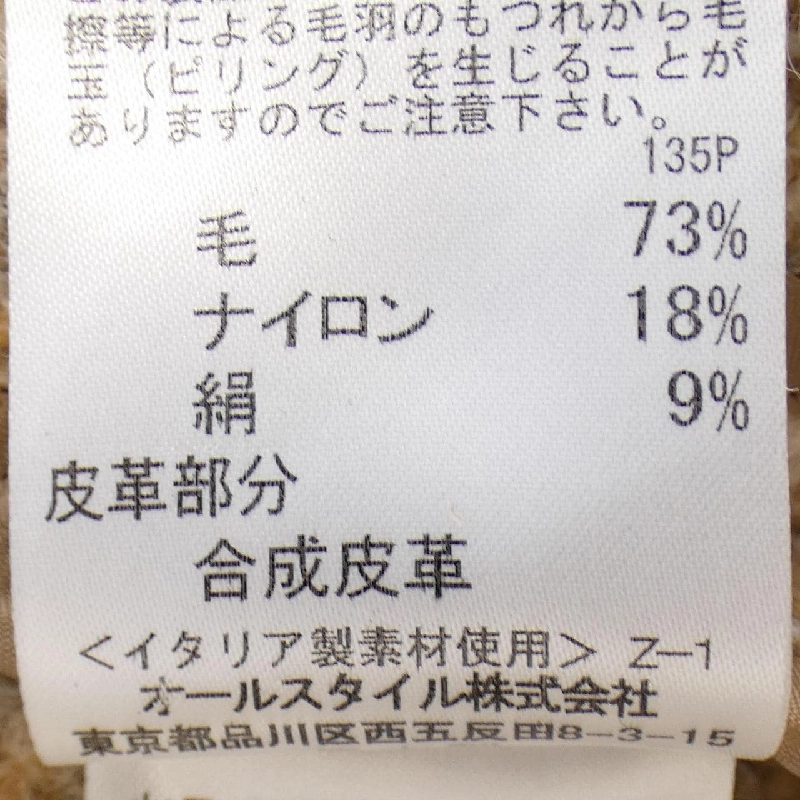 擦等による毛羽のもつれから毛
玉（ピリング）を生じることが
ありますのでご注意下さい。
135P
毛 73%
ナイロン 18%
絹 9%
皮革部分
合成皮革
＜イタリア製素材使用＞ Z−1
オールスタイル株式会社
東京都品川区西五反田8−3−15